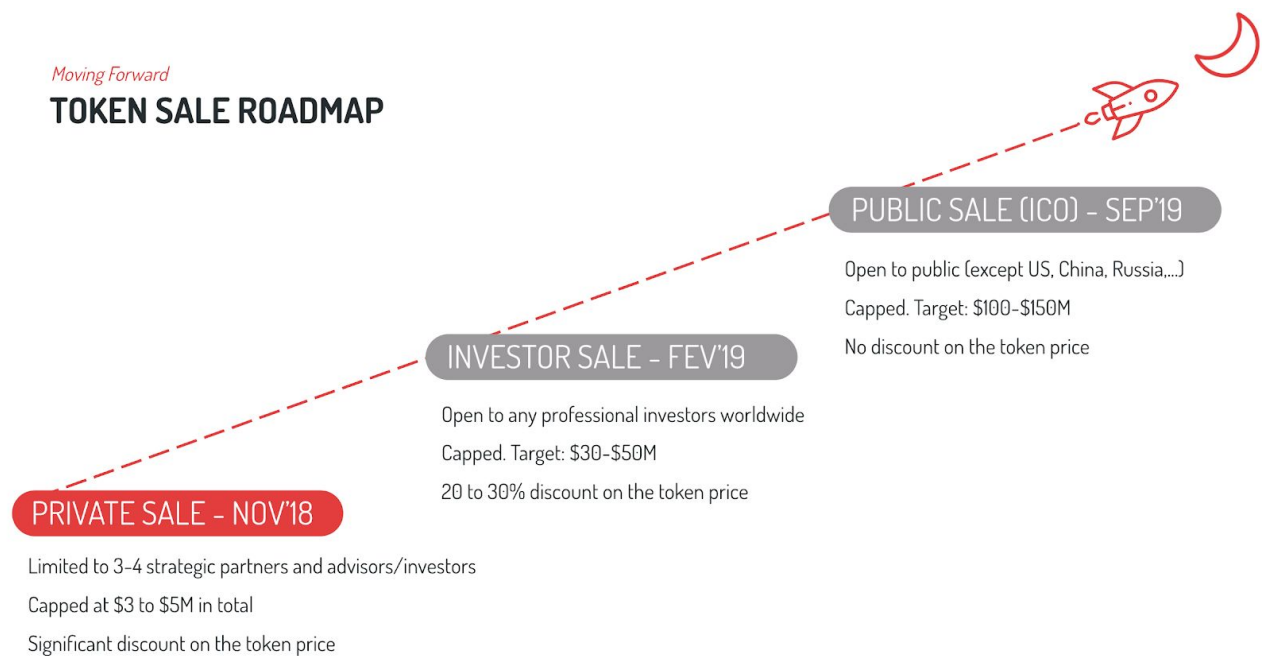 Moving Forward
TOKEN SALE ROADMAP
PUBLIC SALE (ICO) - SEP'19
Open to public (except US, China, Russia,...)
Capped. Target: $100-$150M
No discount on the token price
INVESTOR SALE - FEV'19
Open to any professional investors worldwide
Capped. Target: $30-$50M
20 to 30% discount on the token price
PRIVATE SALE - NOV'18
Limited to 3-4 strategic partners and advisors/investors
Capped at $3 to $5M in total
Significant discount on the token price